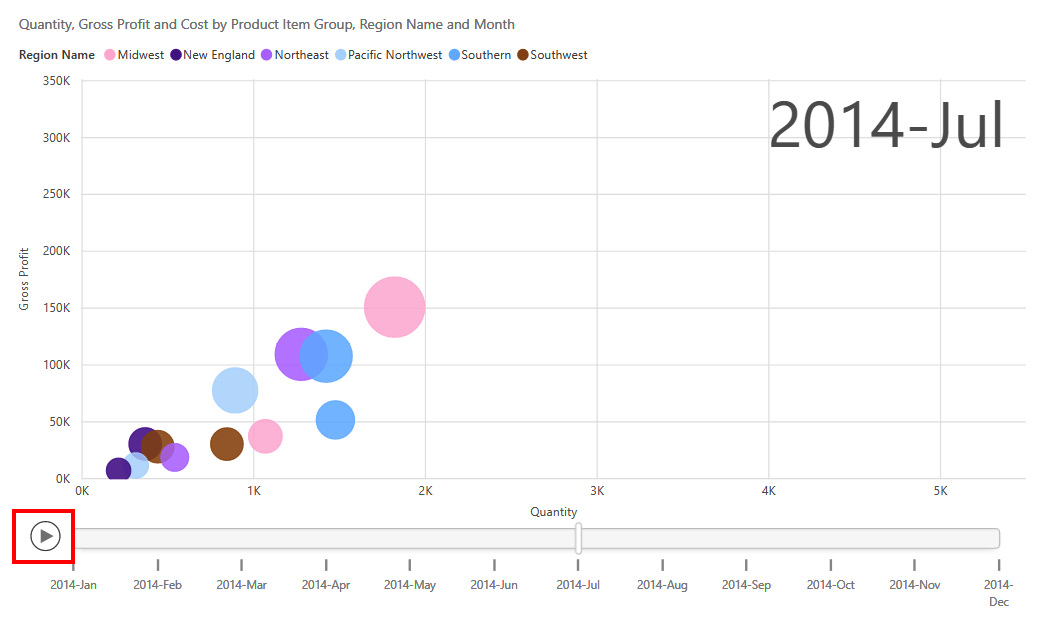 Quantity, Gross Profit and Cost by Product Item Group, Region Name and Month
Region Name Midwest New England Northeast Pacific Northwest Southern Southwest
350K
2014-Jul
300K
250K
200K
Gross Profit
150K
100K
50K
0K
0K 1K 2K 3K 4K 5K
Quantity
2014-Jan 2014-Feb 2014-Mar 2014-Apr 2014-May 2014-Jun 2014-Jul 2014-Aug 2014-Sep 2014-Oct 2014-Nov 2014-
Dec